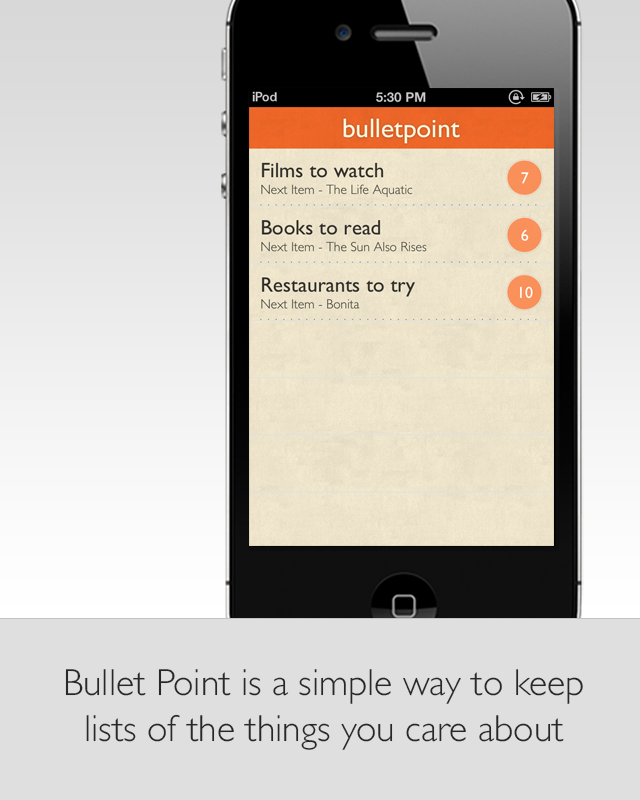 iPod 5:30 PM
bulletpoint
Films to watch
Next Item - The Life Aquatic
7
Books to read
Next Item - The Sun Also Rises
6
Restaurants to try
Next Item - Bonita
10
Bullet Point is a simple way to keep
lists of the things you care about